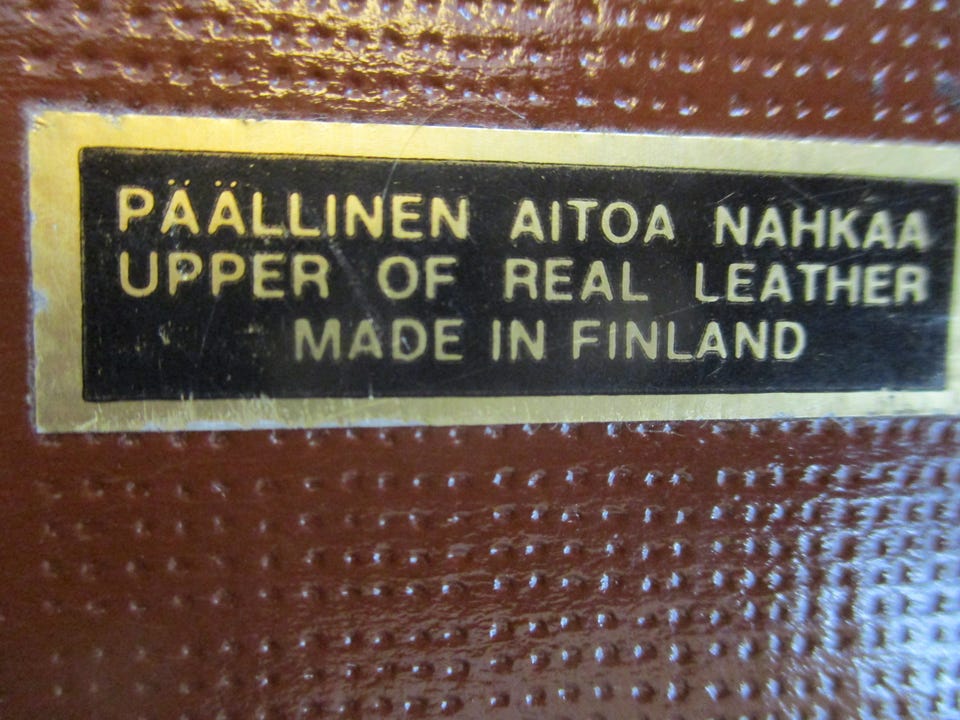 PÄÄLLINEN AITOA NAHKAA
UPPER OF REAL LEATHER
MADE IN FINLAND